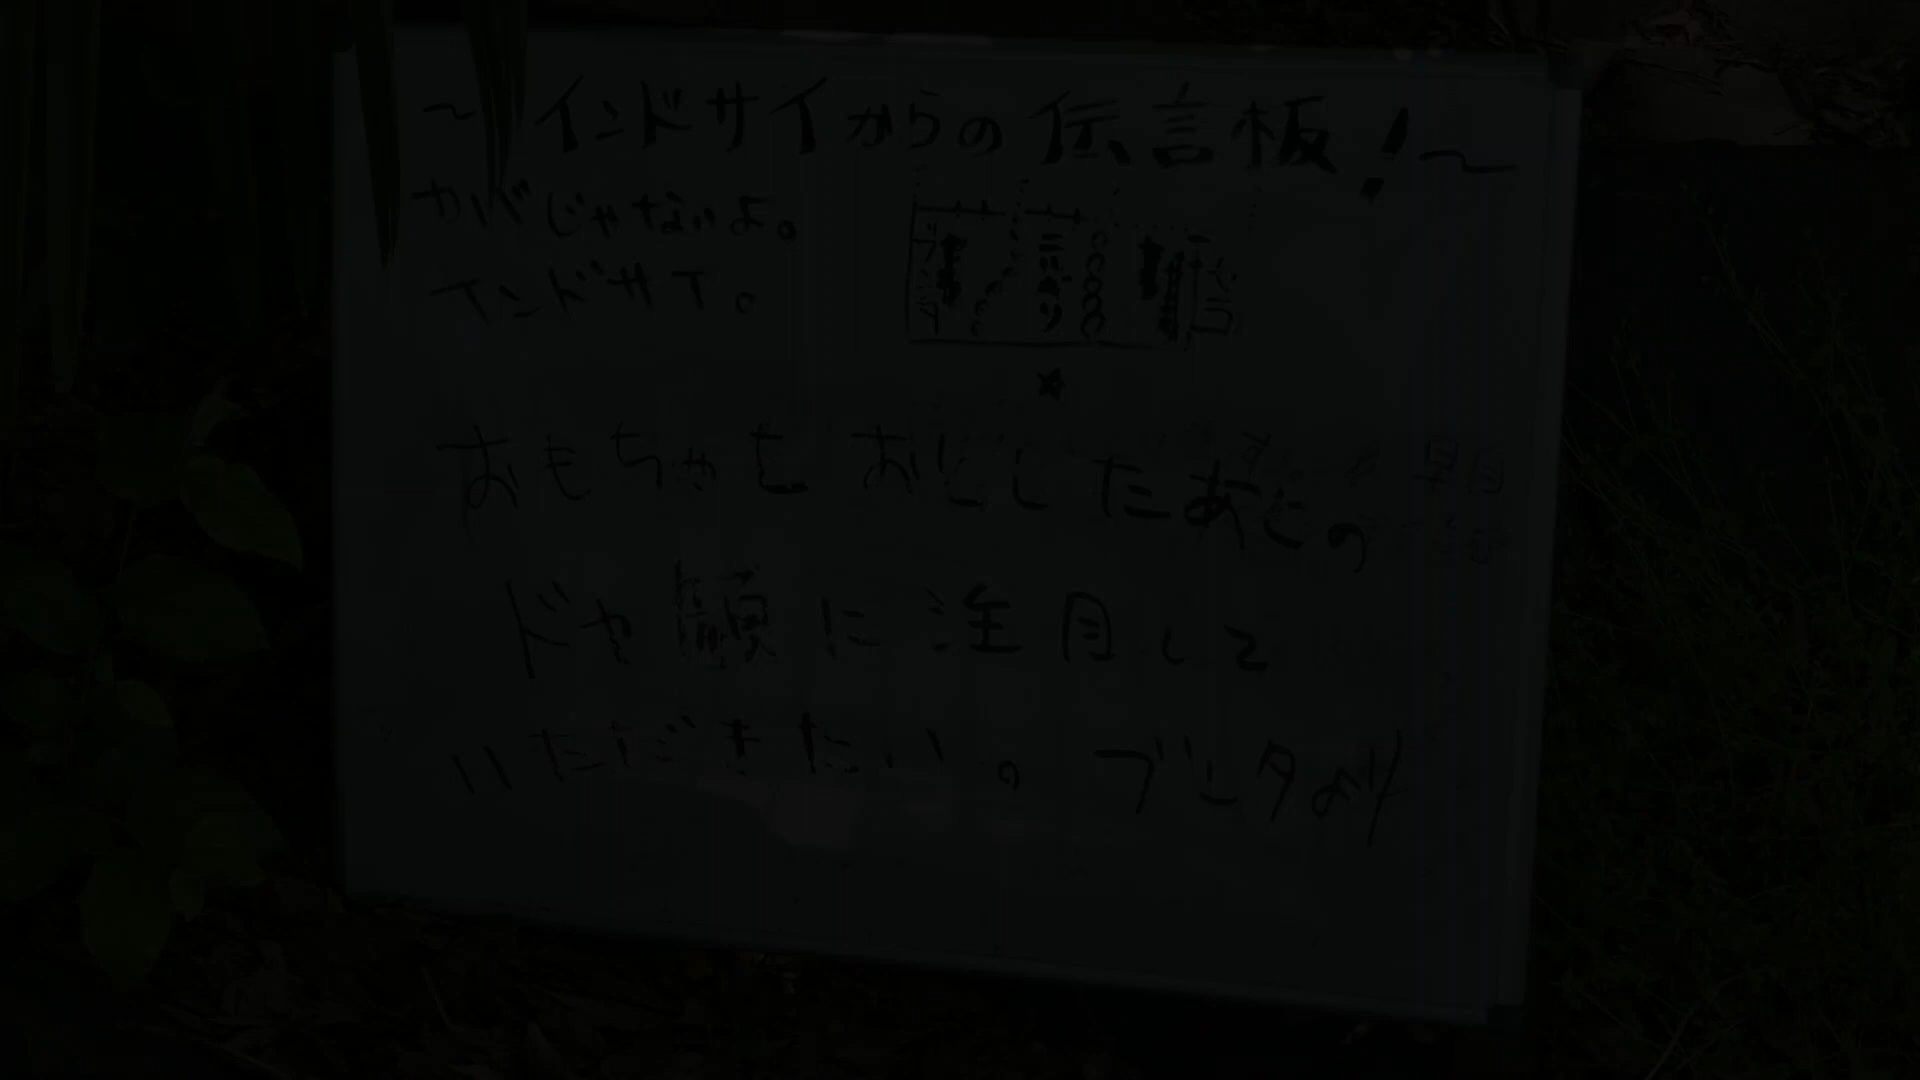 ～インドサイからの伝言板！～
カバじゃないよ。
インドサイ。
おもちゃをおとしたあとの
ドヤ顔に注目して
いただきたい。 ブンタより